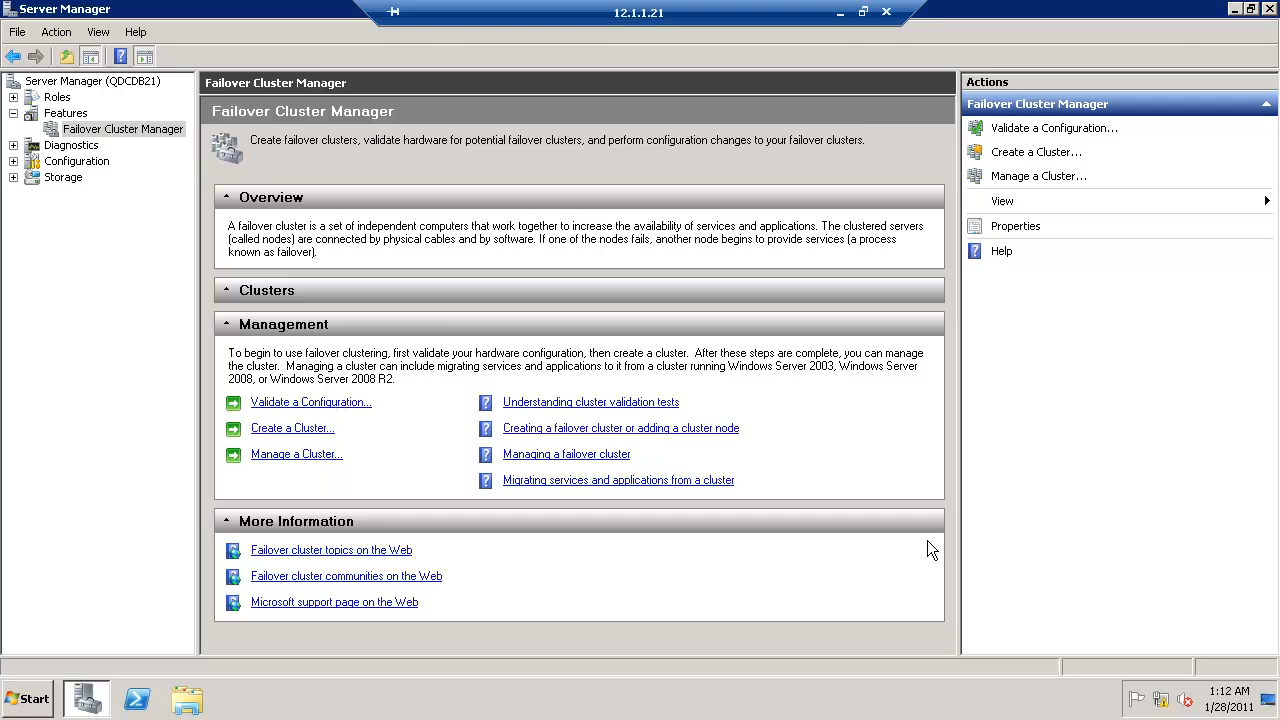 Server Manager
12.1.1.21
File Action View Help
Server Manager (QDCDB21)
Roles
Features
Failover Cluster Manager
Diagnostics
Configuration
Storage
Failover Cluster Manager
Failover Cluster Manager
Create failover clusters, validate hardware for potential failover clusters, and perform configuration changes to your failover clusters.
Overview
A failover cluster is a set of independent computers that work together to increase the availability of services and applications. The clustered servers
(called nodes) are connected by physical cables and by software. If one of the nodes fails, another node begins to provide services (a process
known as failover).
Clusters
Management
To begin to use failover clustering, first validate your hardware configuration, then create a cluster. After these steps are complete, you can manage
the cluster. Managing a cluster can include migrating services and applications to it from a cluster running Windows Server 2003, Windows Server
2008, or Windows Server 2008 R2.
Validate a Configuration...
Create a Cluster...
Manage a Cluster...
Understanding cluster validation tests
Creating a failover cluster or adding a cluster node
Managing a failover cluster
Migrating services and applications from a cluster
More Information
Failover cluster topics on the Web
Failover cluster communities on the Web
Microsoft support page on the Web
Actions
Failover Cluster Manager
Validate a Configuration...
Create a Cluster...
Manage a Cluster...
View
Properties
Help
Start
1:12 AM
1/28/2011